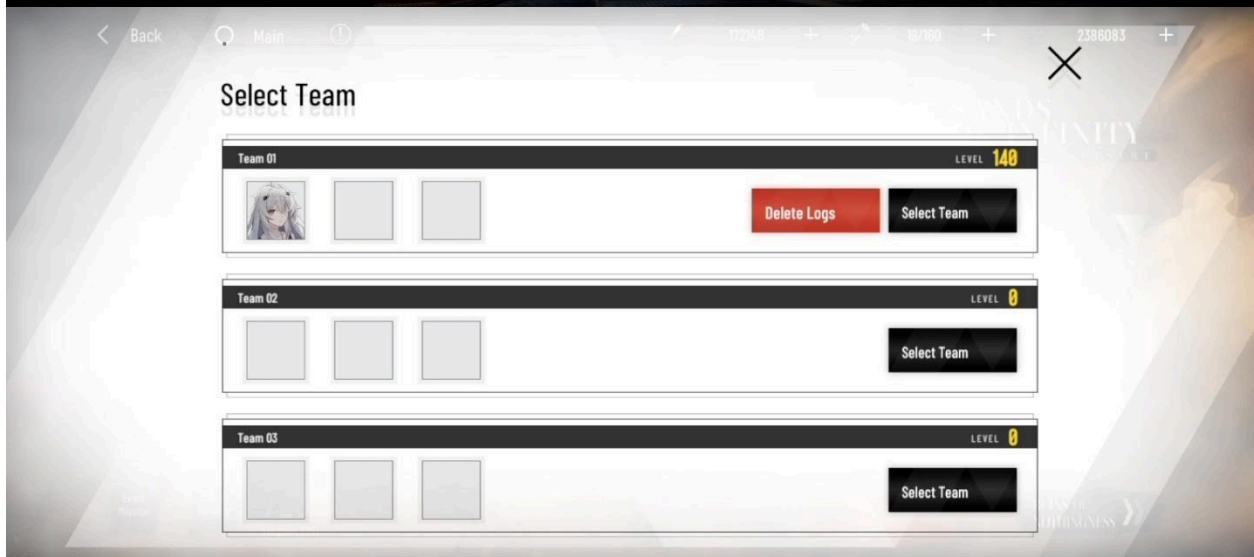 Back
Main
172148
18/160
2386083
Select Team
Team 01
LEVEL 140
Delete Logs
Select Team
Team 02
LEVEL 0
Select Team
Team 03
LEVEL 0
Select Team